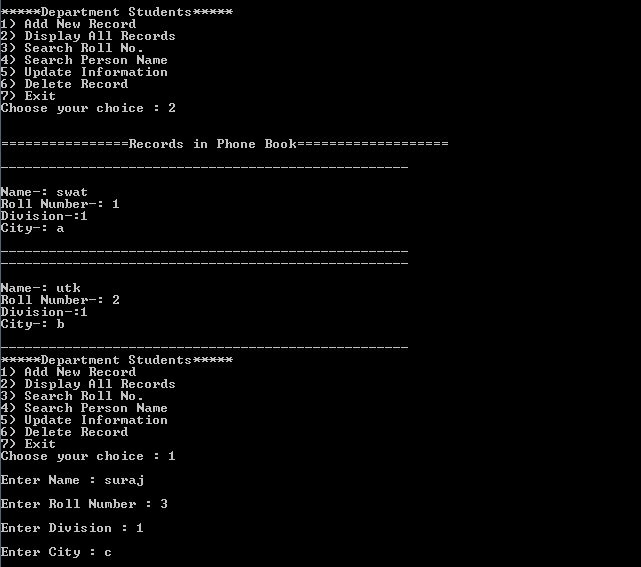 *****Department Students*****
1) Add New Record
2) Display All Records
3) Search Roll No.
4) Search Person Name
5) Update Information
6) Delete Record
7) Exit
Choose your choice : 2
================Records in Phone Book===================
---------------------------------------------------
Name-: swat
Roll Number-: 1
Division-:1
City-: a
---------------------------------------------------
---------------------------------------------------
Name-: utk
Roll Number-: 2
Division-:1
City-: b
---------------------------------------------------
*****Department Students*****
1) Add New Record
2) Display All Records
3) Search Roll No.
4) Search Person Name
5) Update Information
6) Delete Record
7) Exit
Choose your choice : 1
Enter Name : suraj
Enter Roll Number : 3
Enter Division : 1
Enter City : c